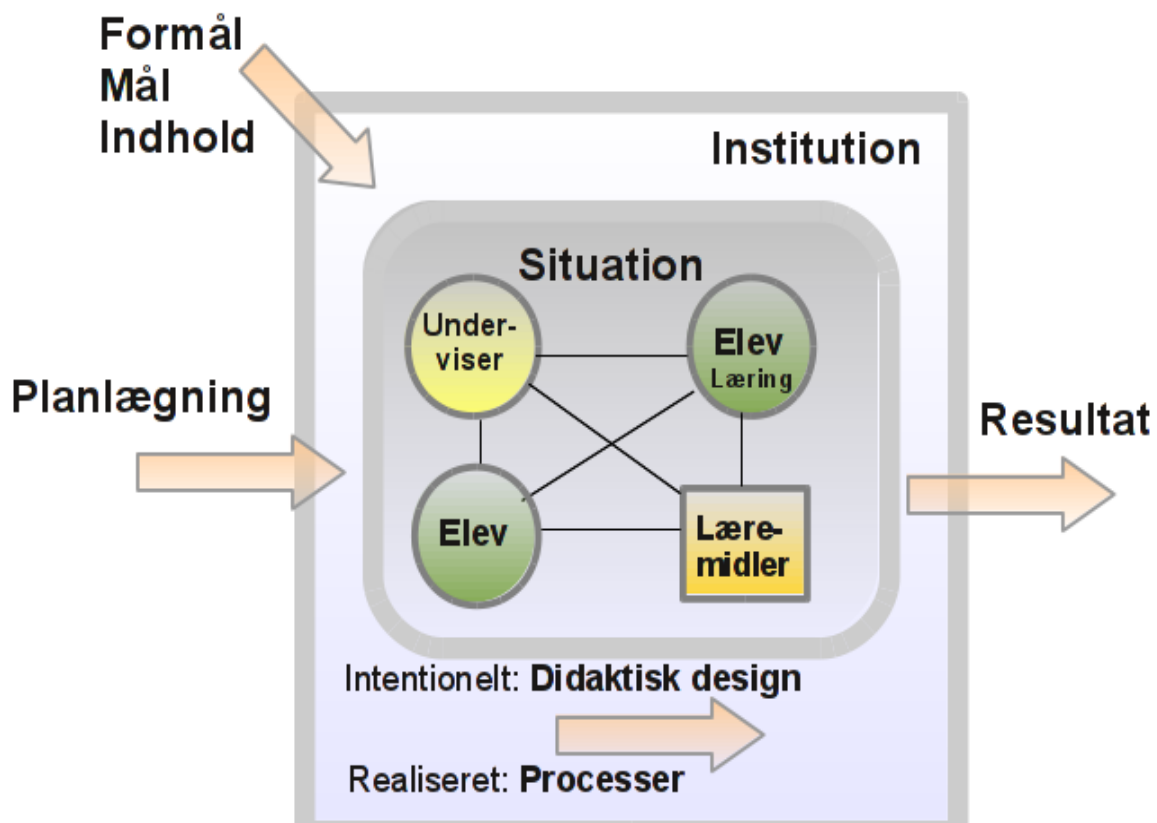 Formål
Mål
Indhold
Institution
Situation
Under-
viser
Elev
Læring
Planlægning
Resultat
Elev
Lære-
midler
Intentionelt: Didaktisk design
Realiseret: Processer